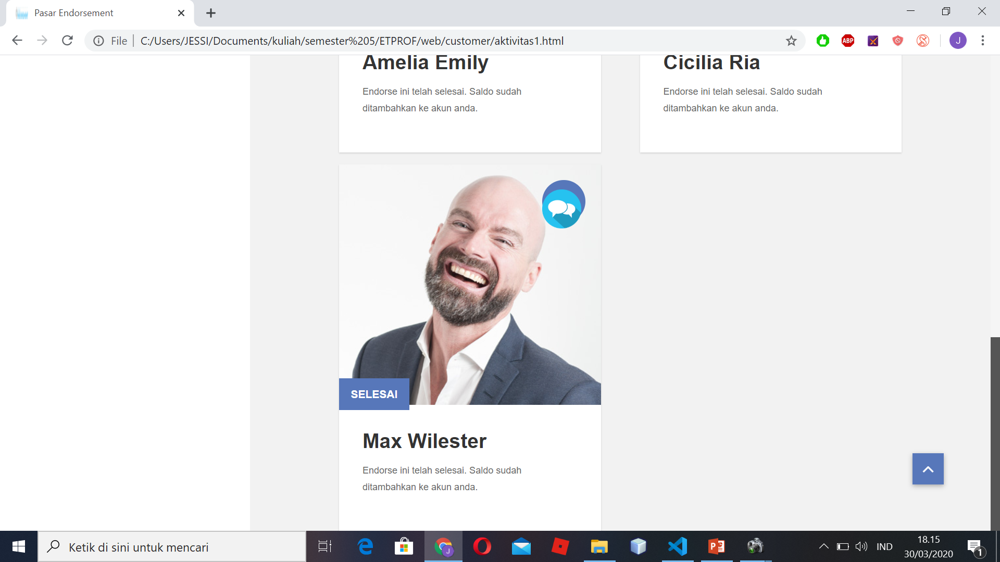 Pasar Endorsement
File
C:/Users/JESSI/Documents/kuliah/semester%205/ETPROF/web/customer/aktivitas1.html
ABP
J
Amelia Emily
Endorse ini telah selesai. Saldo sudah
ditambahkan ke akun anda.
Cicilia Ria
Endorse ini telah selesai. Saldo sudah
ditambahkan ke akun anda.
SELESAI
Max Wilester
Endorse ini telah selesai. Saldo sudah
ditambahkan ke akun anda.
Ketik di sini untuk mencari
J
IND
18.15
30/03/2020
1